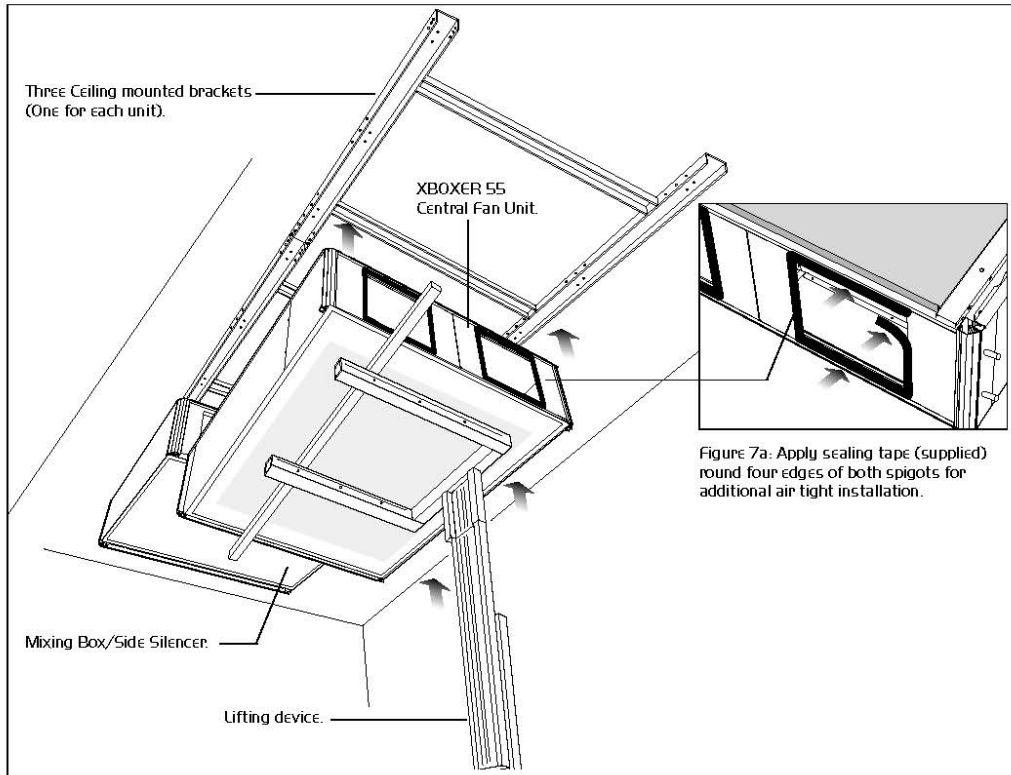 Three Ceiling mounted brackets
(One for each unit).
XBOXER 55
Central Fan Unit.
Figure 7a: Apply sealing tape (supplied)
round four edges of both spigots for
additional air tight installation.
Mixing Box/Side Silencer.
Lifting device.